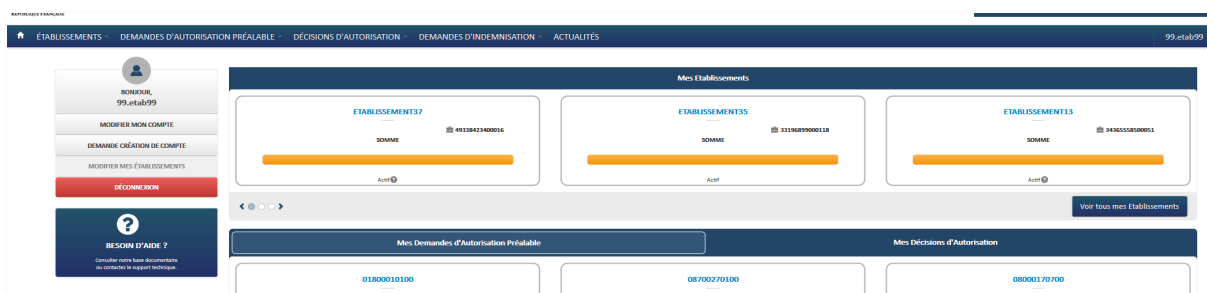 RÉPUBLIQUE FRANÇAISE
ÉTABLISSEMENTS DEMANDES D'AUTORISATION PRÉALABLE DÉCISIONS D'AUTORISATION DEMANDES D'INDEMNISATION ACTUALITÉS 99.etab99
BONJOUR,
99.etab99
MODIFIER MON COMPTE
DEMANDE CRÉATION DE COMPTE
MODIFIER MES ÉTABLISSEMENTS
DÉCONNEXION
?
BESOIN D'AIDE ?
Consulter notre base documentaire
ou contactez le support technique.
Mes Etablissements
ETABLISSEMENT37
49338423400016
SOMME
Actif ?
ETABLISSEMENT35
33196899000118
SOMME
Actif
ETABLISSEMENT13
34365558500051
SOMME
Actif ?
Voir tous mes Etablissements
Mes Demandes d'Autorisation Préalable Mes Décisions d'Autorisation
01800010100 08700270100 08000170700